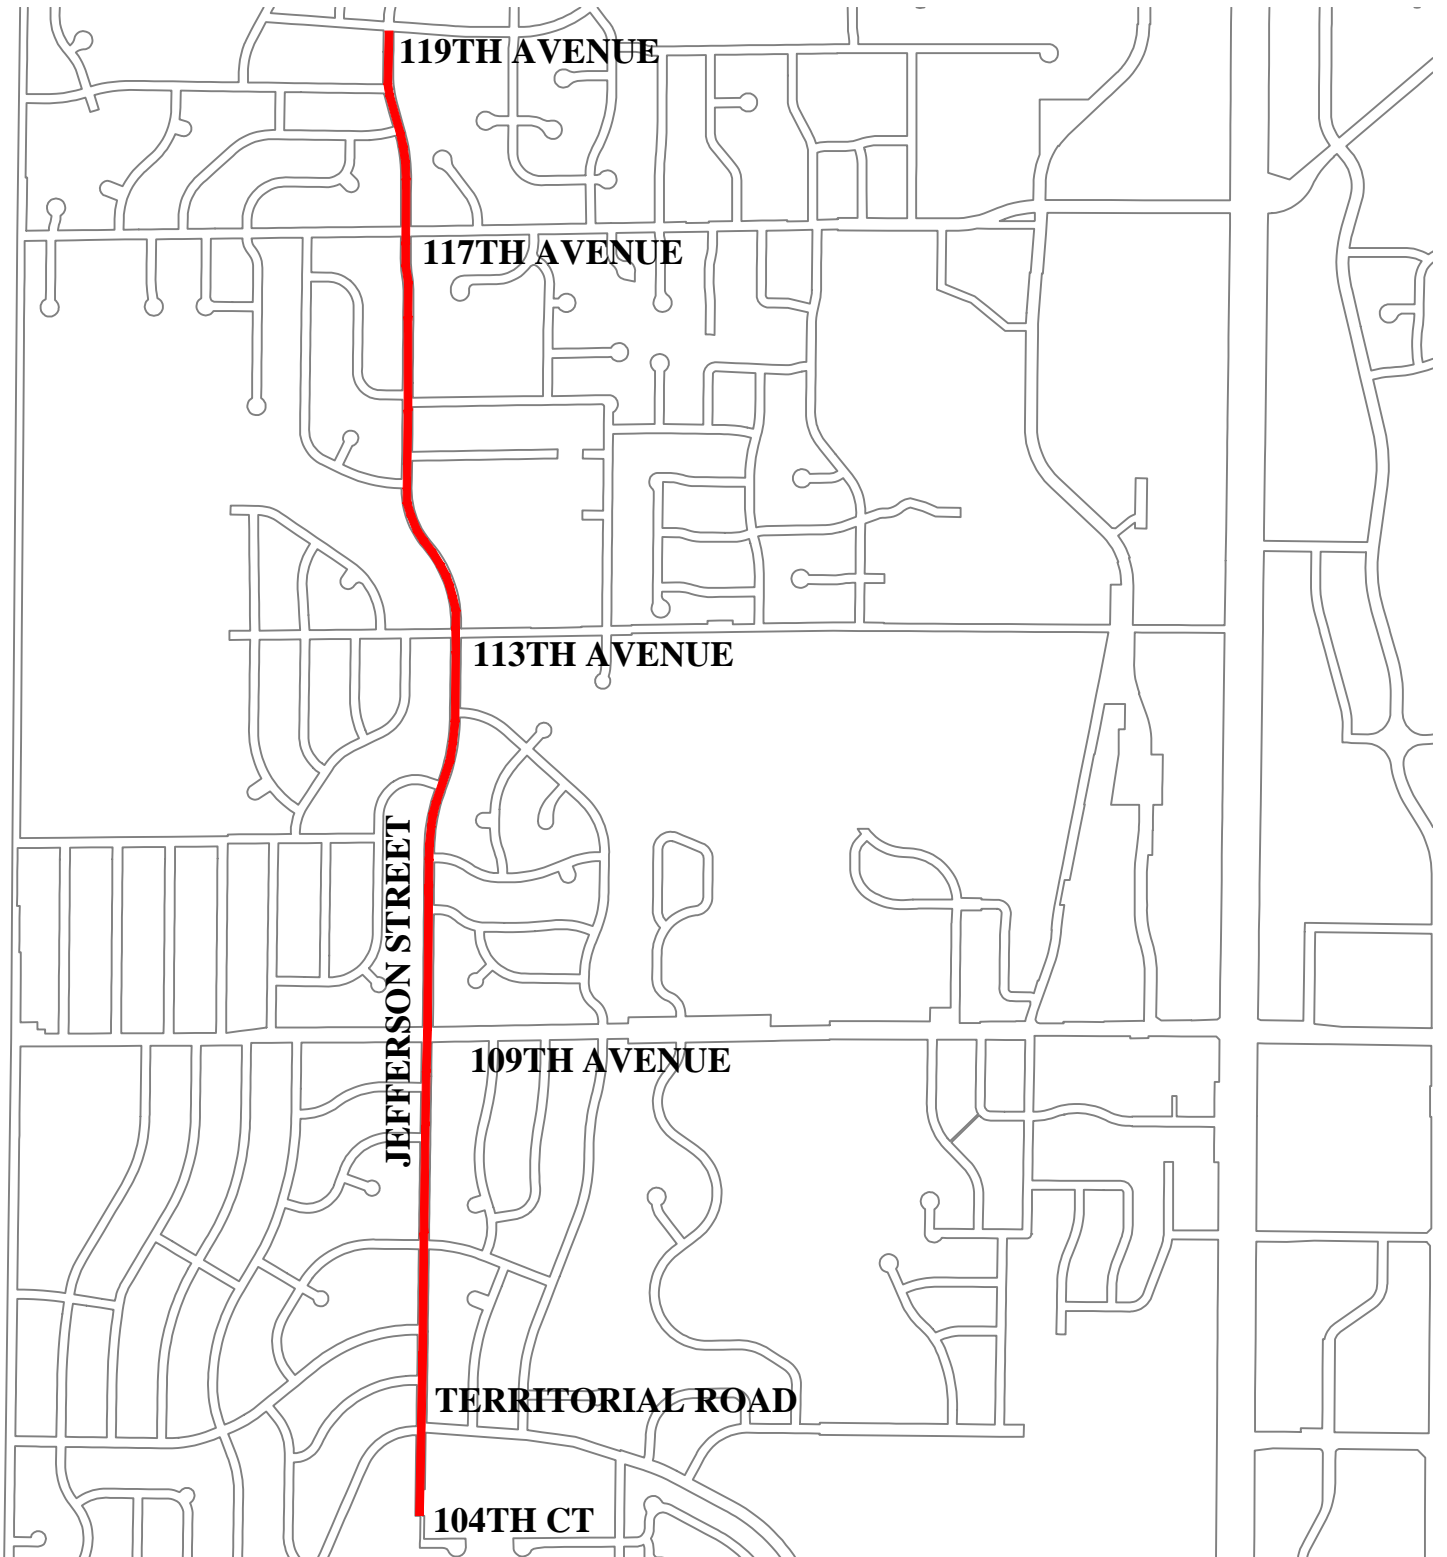 119TH AVENUE
117TH AVENUE
113TH AVENUE
JEFFERSON STREET
109TH AVENUE
TERRITORIAL ROAD
104TH CT